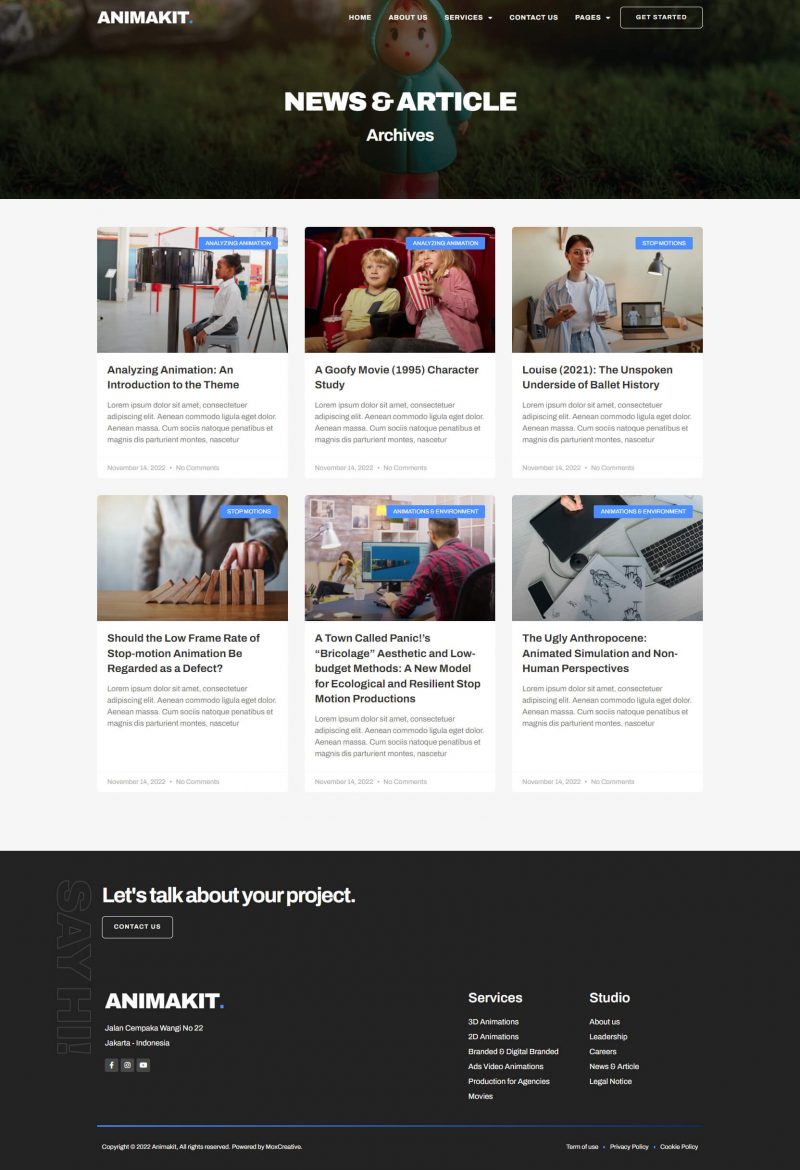 ANIMAKIT.
HOME ABOUT US SERVICES CONTACT US PAGES GET STARTED
NEWS & ARTICLE
Archives
ANALYZING ANIMATION
Analyzing Animation: An
Introduction to the Theme
Lorem ipsum dolor sit amet, consectetuer
adipiscing elit. Aenean commodo ligula eget dolor.
Aenean massa. Cum sociis natoque penatibus et
magnis dis parturient montes, nascetur
November 14, 2022 • No Comments
ANALYZING ANIMATION
A Goofy Movie (1995) Character
Study
Lorem ipsum dolor sit amet, consectetuer
adipiscing elit. Aenean commodo ligula eget dolor.
Aenean massa. Cum sociis natoque penatibus et
magnis dis parturient montes, nascetur
November 14, 2022 • No Comments
STOP MOTIONS
Louise (2021): The Unspoken
Underside of Ballet History
Lorem ipsum dolor sit amet, consectetuer
adipiscing elit. Aenean commodo ligula eget dolor.
Aenean massa. Cum sociis natoque penatibus et
magnis dis parturient montes, nascetur
November 14, 2022 • No Comments
STOP MOTIONS
Should the Low Frame Rate of
Stop-motion Animation Be
Regarded as a Defect?
Lorem ipsum dolor sit amet, consectetuer
adipiscing elit. Aenean commodo ligula eget dolor.
Aenean massa. Cum sociis natoque penatibus et
magnis dis parturient montes, nascetur
November 14, 2022 • No Comments
ANIMATIONS & ENVIRONMENT
A Town Called Panic!’s
“Bricolage” Aesthetic and Low-
budget Methods: A New Model
for Ecological and Resilient Stop
Motion Productions
Lorem ipsum dolor sit amet, consectetuer
adipiscing elit. Aenean commodo ligula eget dolor.
Aenean massa. Cum sociis natoque penatibus et
magnis dis parturient montes, nascetur
November 14, 2022 • No Comments
ANIMATIONS & ENVIRONMENT
The Ugly Anthropocene:
Animated Simulation and Non-
Human Perspectives
Lorem ipsum dolor sit amet, consectetuer
adipiscing elit. Aenean commodo ligula eget dolor.
Aenean massa. Cum sociis natoque penatibus et
magnis dis parturient montes, nascetur
November 14, 2022 • No Comments
SAY HI!
Let's talk about your project.
CONTACT US
ANIMAKIT.
Jalan Cempaka Wangi No 22
Jakarta - Indonesia
Services
3D Animations
2D Animations
Branded & Digital Branded
Ads Video Animations
Production for Agencies
Movies
Studio
About us
Leadership
Careers
News & Article
Legal Notice
Copyright © 2022 Animakit, All rights reserved. Powered by MoxCreative.
Term of use • Privacy Policy • Cookie Policy